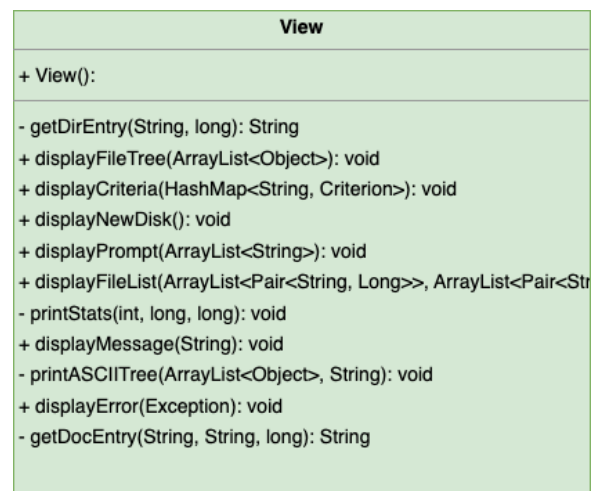 View
+ View():
- getDirEntry(String, long): String
+ displayFileTree(ArrayList<Object>): void
+ displayCriteria(HashMap<String, Criterion>): void
+ displayNewDisk(): void
+ displayPrompt(ArrayList<String>): void
+ displayFileList(ArrayList<Pair<String, Long>>, ArrayList<Pair<Str
- printStats(int, long, long): void
+ displayMessage(String): void
- printASCIITree(ArrayList<Object>, String): void
+ displayError(Exception): void
- getDocEntry(String, String, long): String